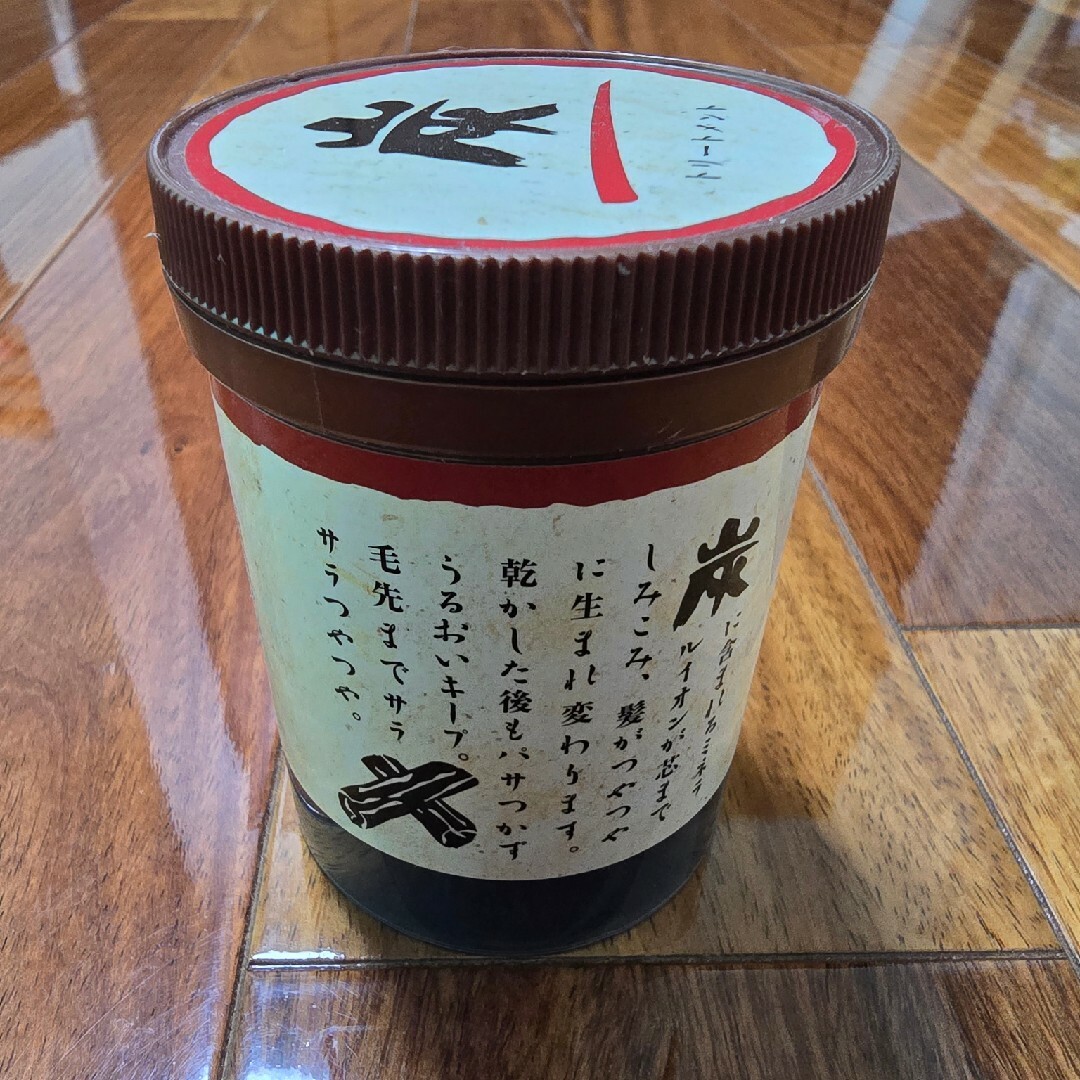 炭
トリートメント
炭に含まれるミネラ
ルイオンが芯まで
しみこみ、髪がつやつや
に生まれ変わります。
乾かした後もパサつかず
うるおいキープ。
毛先までサラ
サラつやつや。